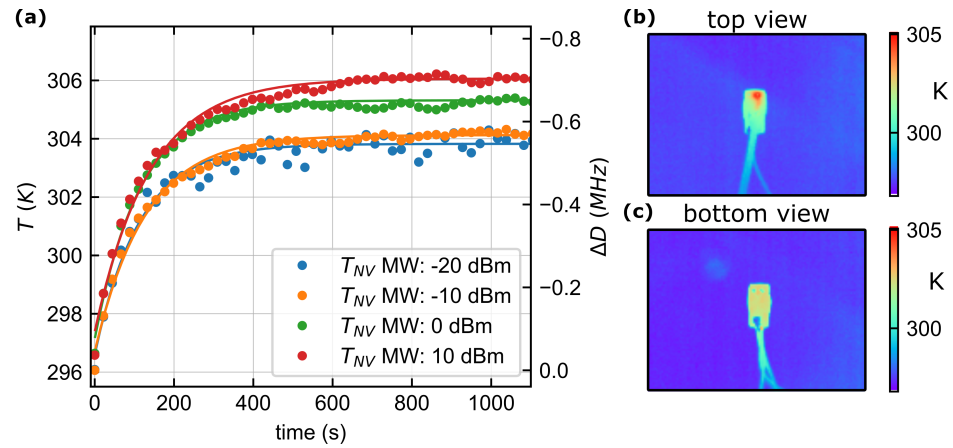 (a)
306
304
302
300
298
296
T (K)
0
200
400
600
800
1000
time (s)
−0.8
−0.6
−0.4
−0.2
0.0
ΔD (MHz)
T_NV MW: -20 dBm
T_NV MW: -10 dBm
T_NV MW: 0 dBm
T_NV MW: 10 dBm
(b)
top view
305
K
300
(c)
bottom view
305
K
300